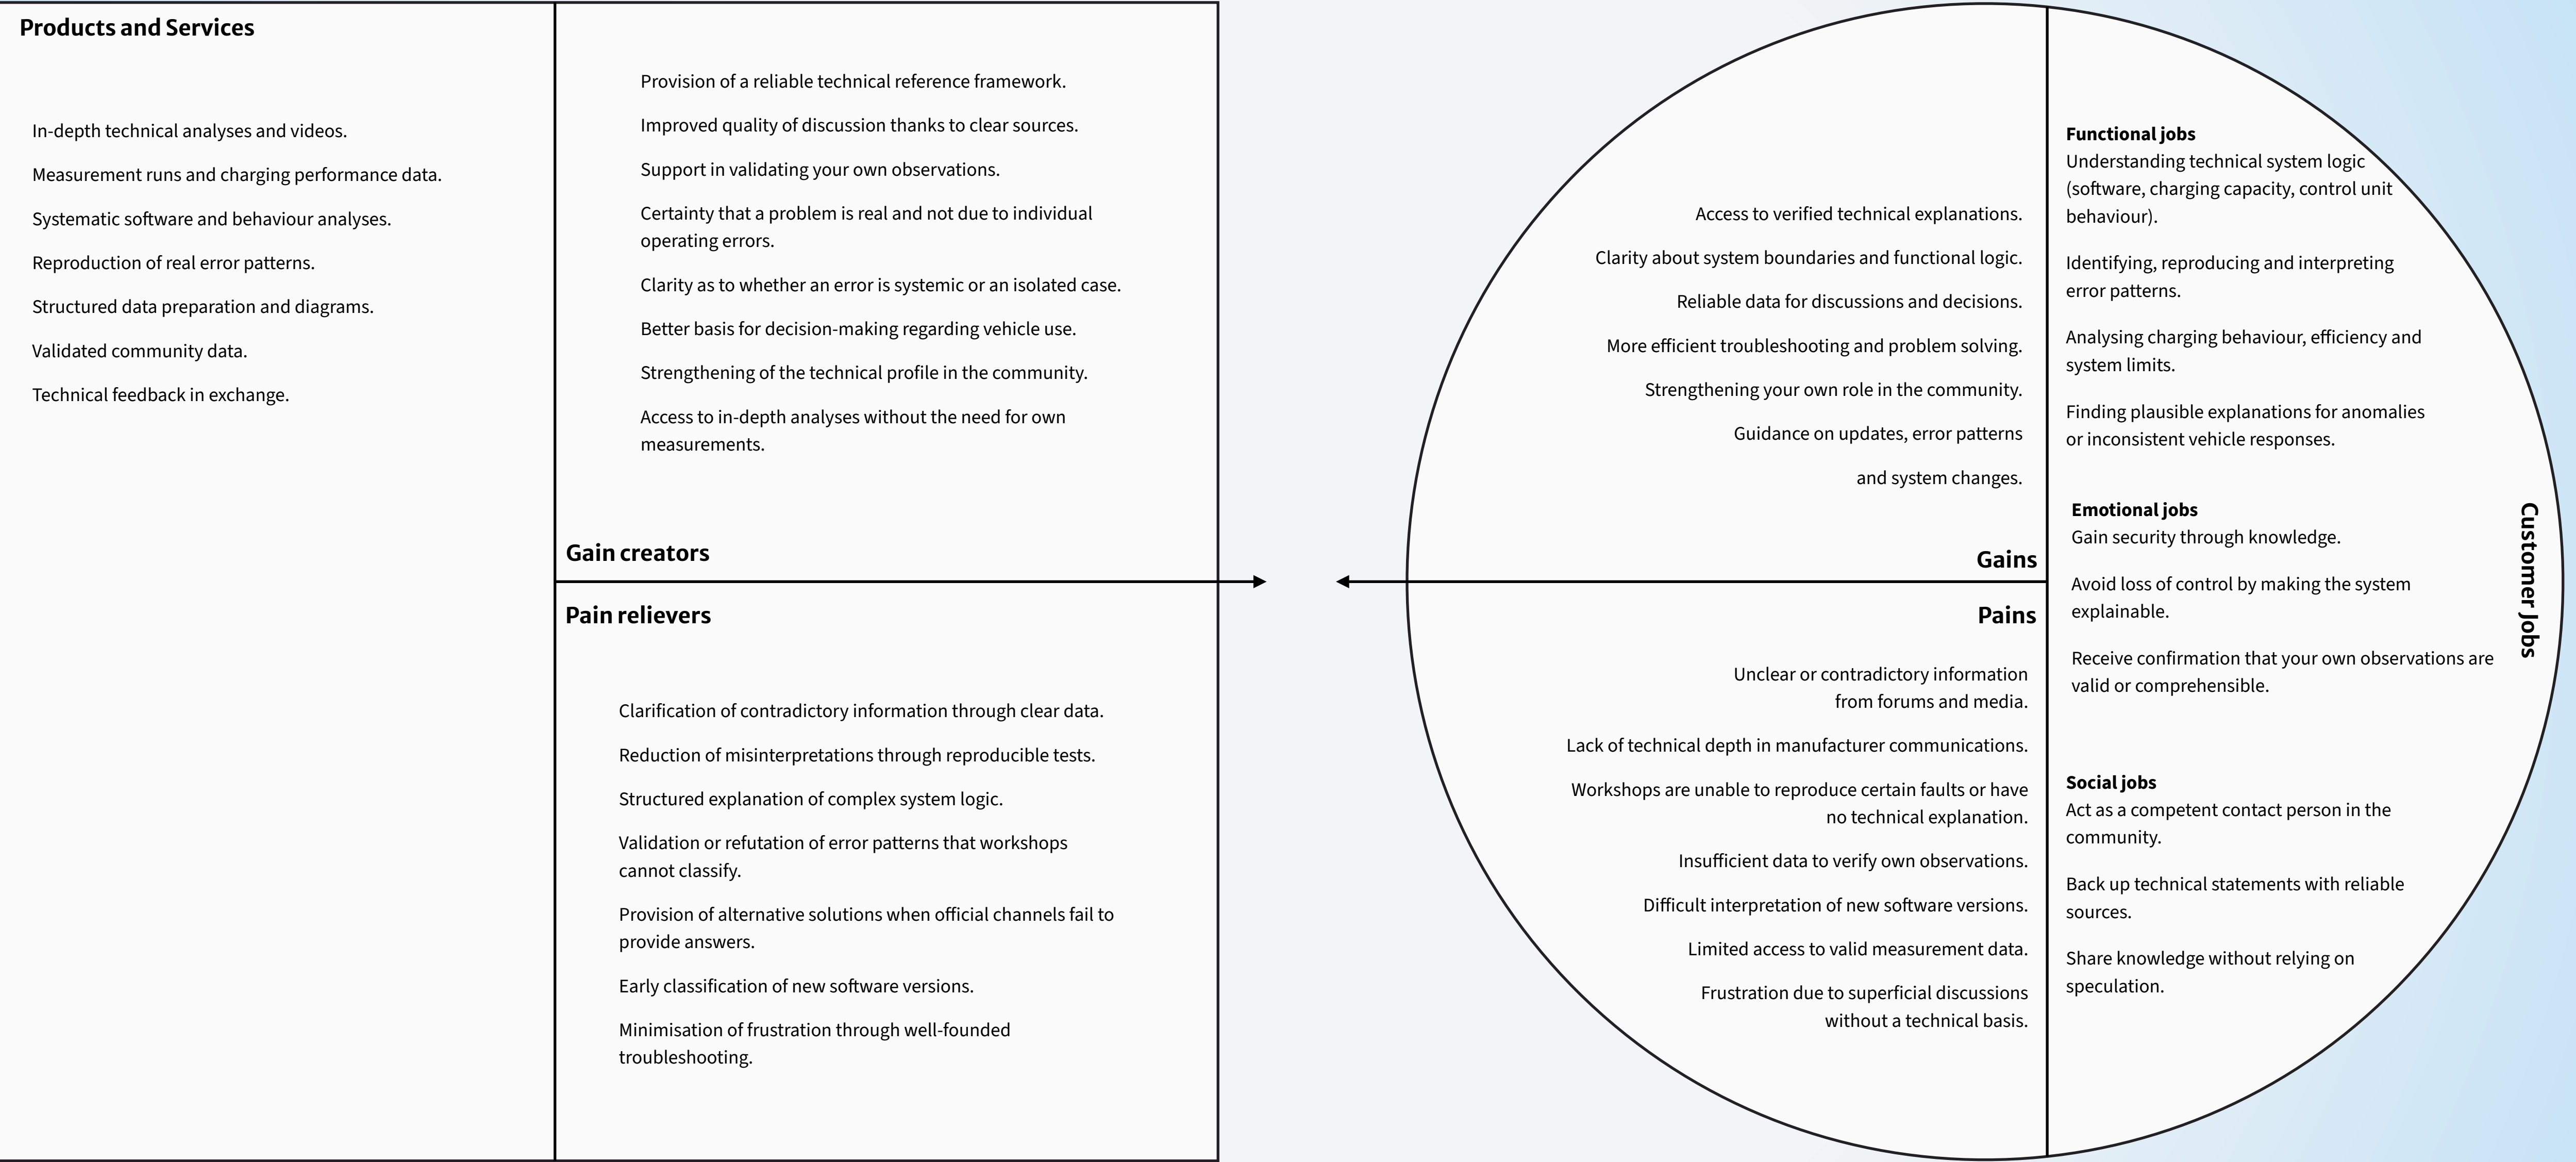 Products and Services
In-depth technical analyses and videos.
Measurement runs and charging performance data.
Systematic software and behaviour analyses.
Reproduction of real error patterns.
Structured data preparation and diagrams.
Validated community data.
Technical feedback in exchange.
Provision of a reliable technical reference framework.
Improved quality of discussion thanks to clear sources.
Support in validating your own observations.
Certainty that a problem is real and not due to individual
operating errors.
Clarity as to whether an error is systemic or an isolated case.
Better basis for decision-making regarding vehicle use.
Strengthening of the technical profile in the community.
Access to in-depth analyses without the need for own
measurements.
Gain creators
Pain relievers
Clarification of contradictory information through clear data.
Reduction of misinterpretations through reproducible tests.
Structured explanation of complex system logic.
Validation or refutation of error patterns that workshops
cannot classify.
Provision of alternative solutions when official channels fail to
provide answers.
Early classification of new software versions.
Minimisation of frustration through well-founded
troubleshooting.
Access to verified technical explanations.
Clarity about system boundaries and functional logic.
Reliable data for discussions and decisions.
More efficient troubleshooting and problem solving.
Strengthening your own role in the community.
Guidance on updates, error patterns
and system changes.
Gains
Pains
Unclear or contradictory information
from forums and media.
Lack of technical depth in manufacturer communications.
Workshops are unable to reproduce certain faults or have
no technical explanation.
Insufficient data to verify own observations.
Difficult interpretation of new software versions.
Limited access to valid measurement data.
Frustration due to superficial discussions
without a technical basis.
Functional jobs
Understanding technical system logic
(software, charging capacity, control unit
behaviour).
Identifying, reproducing and interpreting
error patterns.
Analysing charging behaviour, efficiency and
system limits.
Finding plausible explanations for anomalies
or inconsistent vehicle responses.
Emotional jobs
Gain security through knowledge.
Avoid loss of control by making the system
explainable.
Receive confirmation that your own observations are
valid or comprehensible.
Social jobs
Act as a competent contact person in the
community.
Back up technical statements with reliable
sources.
Share knowledge without relying on
speculation.
Customer Jobs